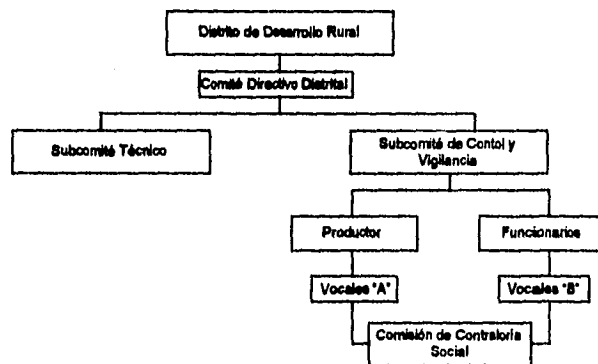 Distrito de Desarrollo Rural
Comité Directivo Distrital
Subcomité Técnico
Subcomité de Contol y
Vigilancia
Productor
Funcionarios
Vocales "A"
Vocales "B"
Comisión de Contraloría
Social